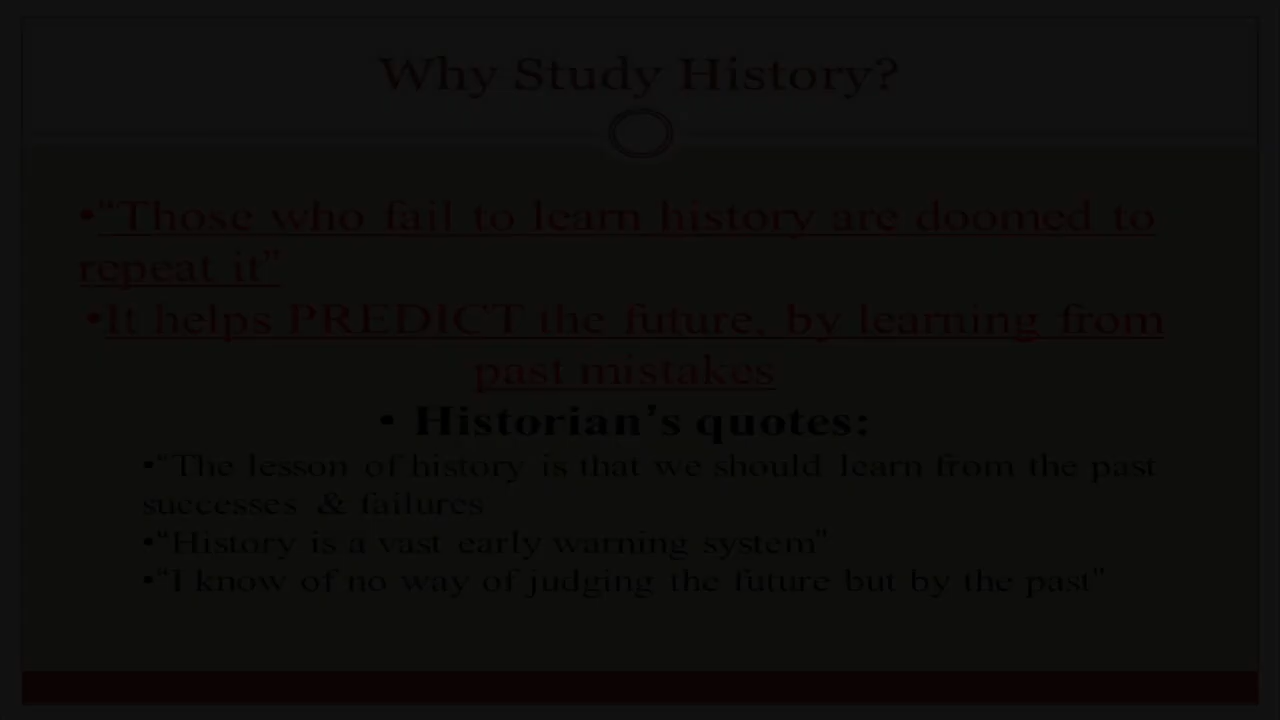 Why Study History?
•“Those who fail to learn history are doomed to
repeat it”
•It helps PREDICT the future, by learning from
past mistakes
• Historian's quotes:
•“The lesson of history is that we should learn from the past
successes & failures
•“History is a vast early warning system”
•“I know of no way of judging the future but by the past”